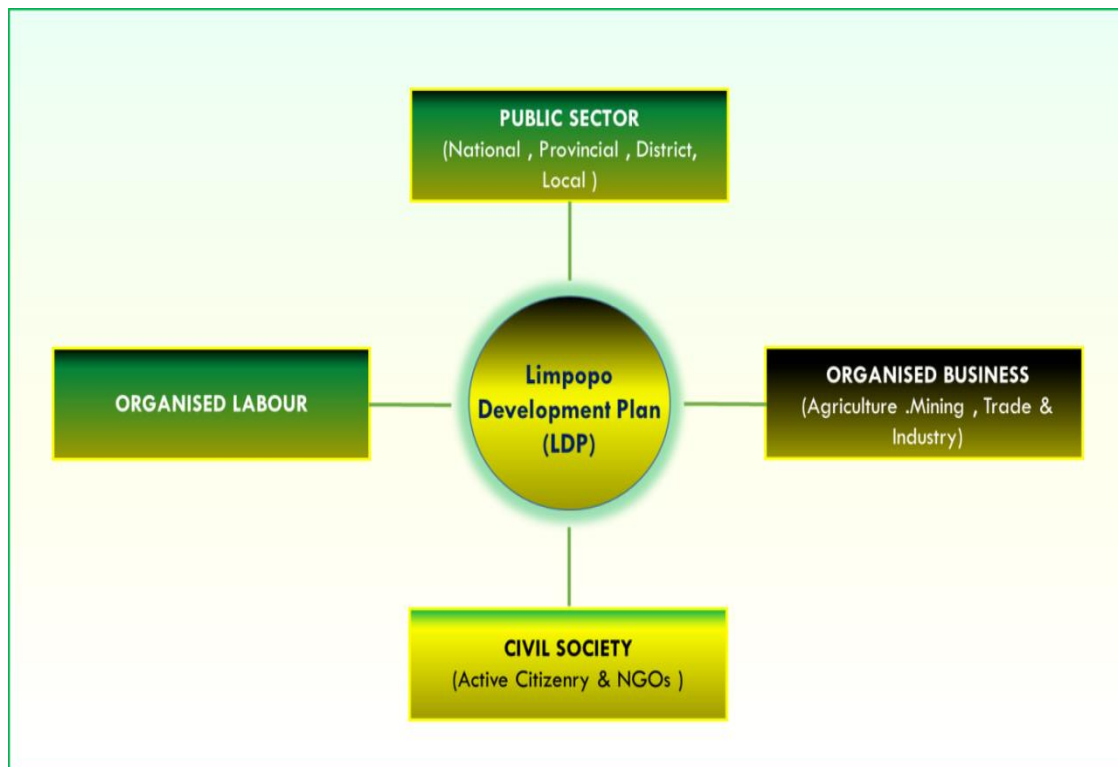 PUBLIC SECTOR
(National , Provincial , District,
Local )
ORGANISED LABOUR
Limpopo
Development Plan
(LDP)
ORGANISED BUSINESS
(Agriculture .Mining , Trade &
Industry)
CIVIL SOCIETY
(Active Citizenry & NGOs )